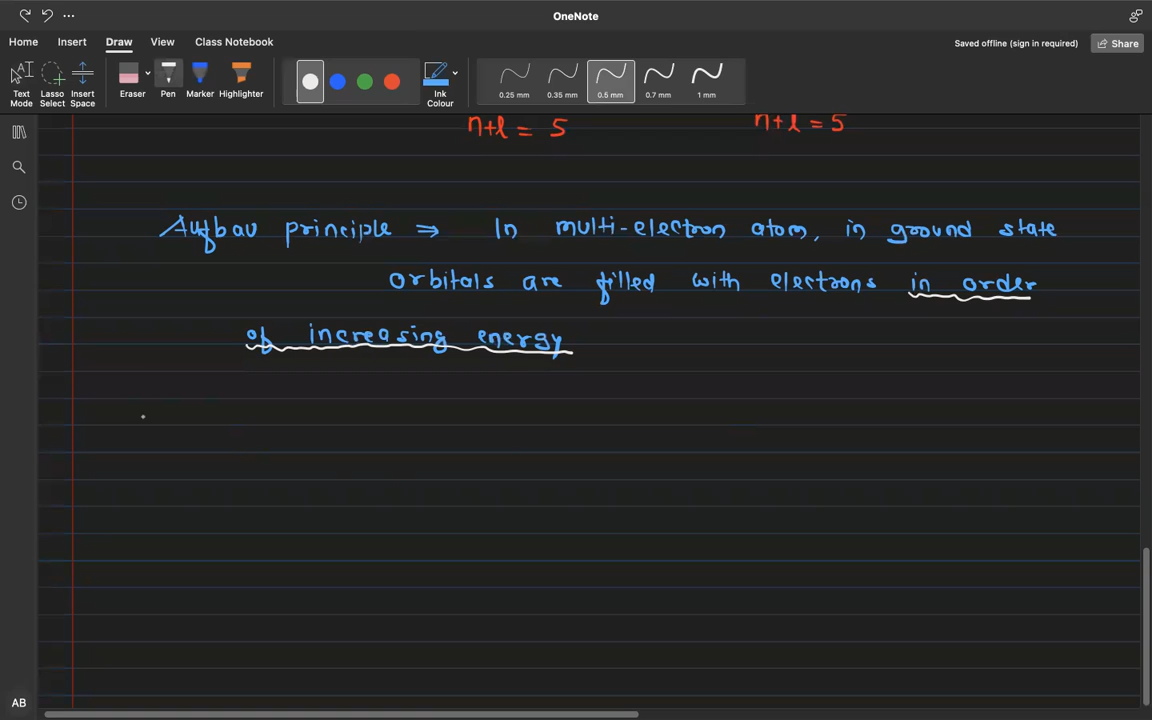 OneNote
Home Insert Draw View Class Notebook Saved offline (sign in required) Share
Text Mode Lasso Select Insert Space Eraser Pen Marker Highlighter Ink Colour 0.25 mm 0.35 mm 0.5 mm 0.7 mm 1 mm
n+l = 5 n+l = 5
Aufbau principle ⇒ In multi-electron atom, in ground state
orbitals are filled with electrons in order
of increasing energy
AB